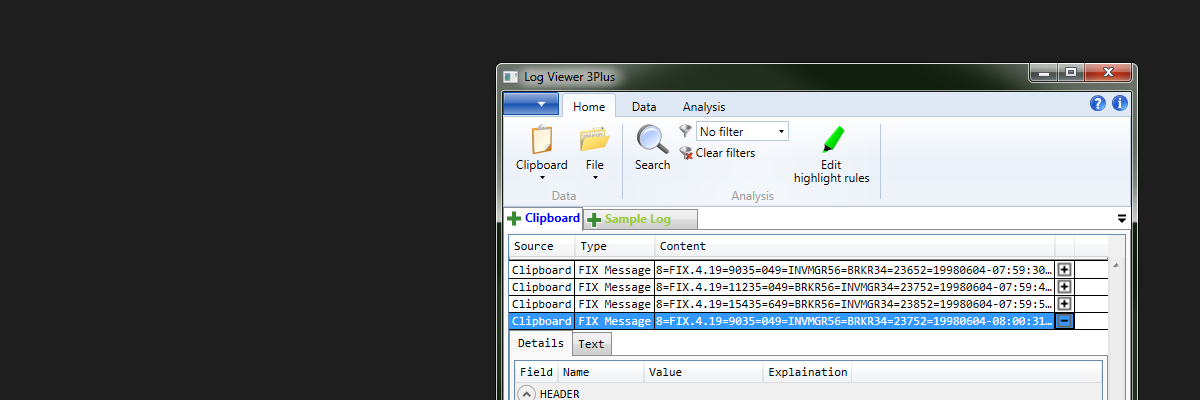 Log Viewer 3Plus
Home Data Analysis
Clipboard File Search No filter Clear filters Edit highlight rules
Data Analysis
Clipboard Sample Log
Source Type Content
Clipboard FIX Message 8=FIX.4.19=9035=049=INVMGR56=BRKR34=23652=19980604-07:59:30...
Clipboard FIX Message 8=FIX.4.19=11235=049=INVMGR56=BRKR34=23752=19980604-07:59:4...
Clipboard FIX Message 8=FIX.4.19=15435=649=BRKR56=INVMGR34=23852=19980604-07:59:5...
Clipboard FIX Message 8=FIX.4.19=9035=049=INVMGR56=BRKR34=23752=19980604-08:00:31...
Details Text
Field Name Value Explaination
HEADER